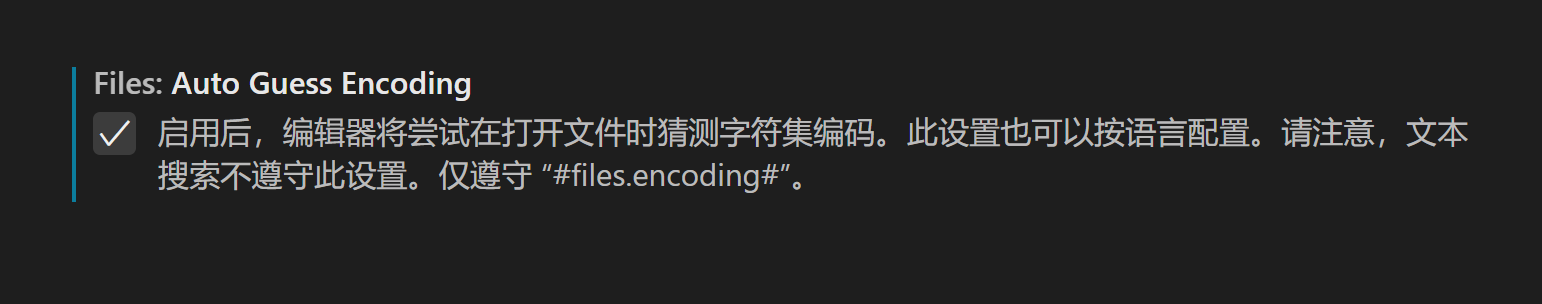 Files: Auto Guess Encoding
启用后，编辑器将尝试在打开文件时猜测字符集编码。此设置也可以按语言配置。请注意，文本
搜索不遵守此设置。仅遵守 “#files.encoding#”。